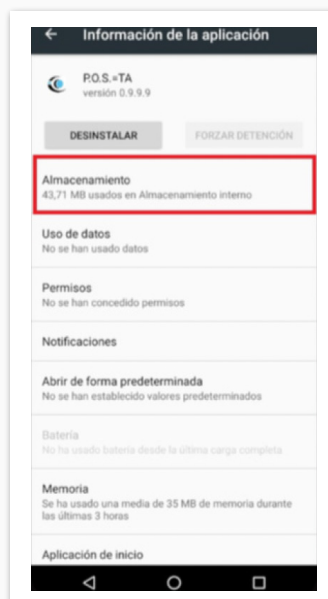 Información de la aplicación
P.O.S.=TA
versión 0.9.9.9
DESINSTALAR
FORZAR DETENCIÓN
Almacenamiento
43,71 MB usados en Almacenamiento interno
Uso de datos
No se han usado datos
Permisos
No se han concedido permisos
Notificaciones
Abrir de forma predeterminada
No se han establecido valores predeterminados
Batería
No ha usado batería desde la última carga completa
Memoria
Se ha usado una media de 35 MB de memoria durante
las últimas 3 horas
Aplicación de inicio